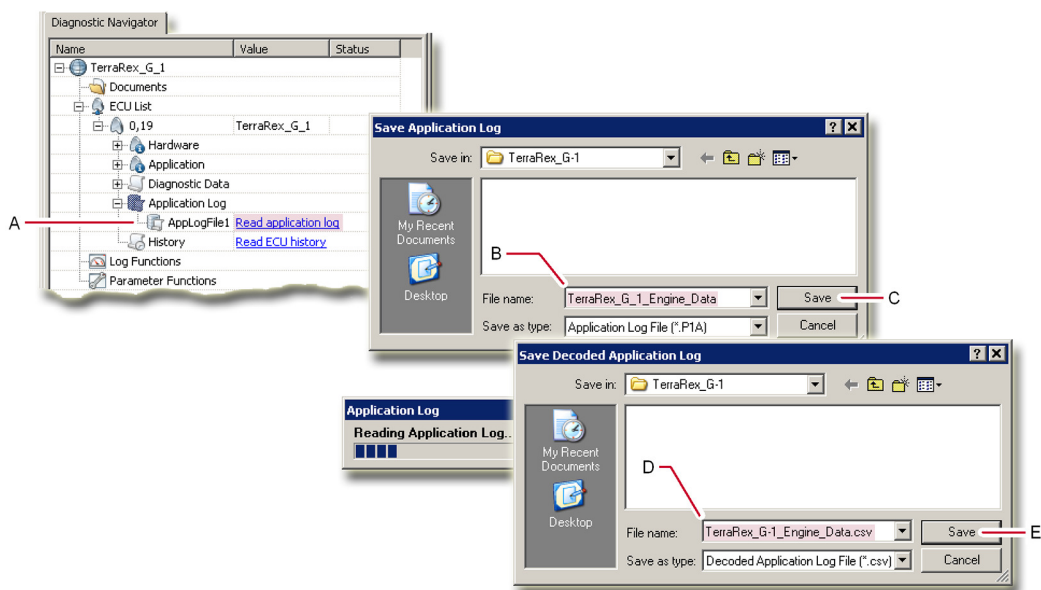 Diagnostic Navigator
Name Value Status
TerraRex_G_1
Documents
ECU List
0,19 TerraRex_G_1
Hardware
Application
Diagnostic Data
Application Log
A
AppLogFile1 Read application log
History Read ECU history
Log Functions
Parameter Functions
Save Application Log
Save in: TerraRex_G-1
My Recent Documents
Desktop
B
File name: TerraRex_G_1_Engine_Data Save
C
Save as type: Application Log File (*.P1A) Cancel
Application Log
Reading Application Log..
Save Decoded Application Log
Save in: TerraRex_G-1
My Recent Documents
Desktop
D
File name: TerraRex_G-1_Engine_Data.csv Save
E
Save as type: Decoded Application Log File (*.csv) Cancel